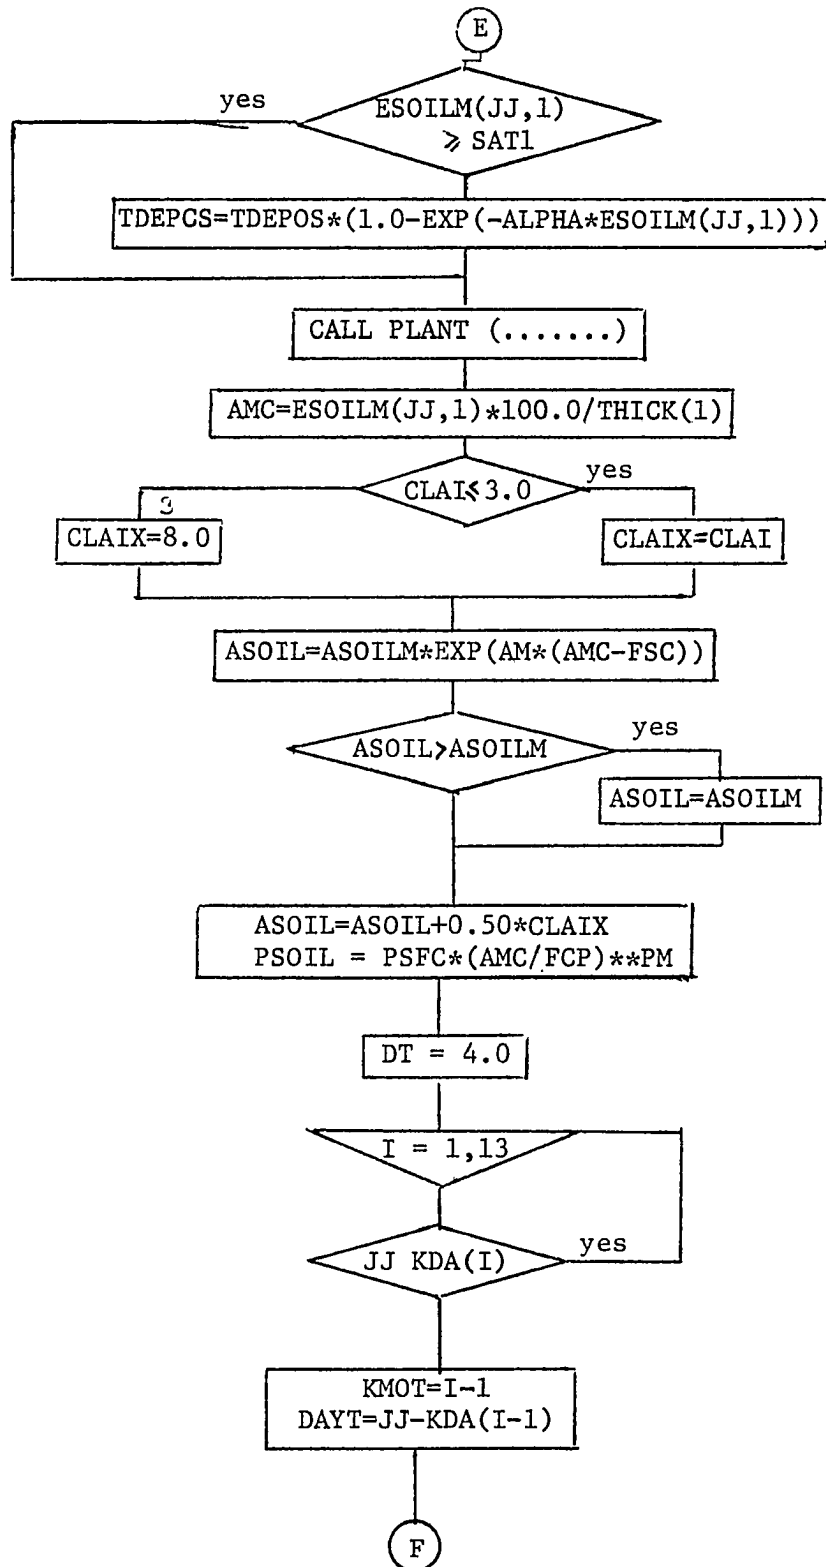 E
yes
ESOILM(JJ,1)
⩾ SAT1
TDEPCS=TDEPOS*(1.0-EXP(-ALPHA*ESOILM(JJ,1)))
CALL PLANT (.......)
AMC=ESOILM(JJ,1)*100.0/THICK(1)
CLAI⩽3.0
yes
3
CLAIX=8.0
CLAIX=CLAI
ASOIL=ASOILM*EXP(AM*(AMC-FSC))
ASOIL>ASOILM
yes
ASOIL=ASOILM
ASOIL=ASOIL+0.50*CLAIX
PSOIL = PSFC*(AMC/FCP)**PM
DT = 4.0
I = 1,13
JJ KDA(I)
yes
KMOT=I-1
DAYT=JJ-KDA(I-1)
F